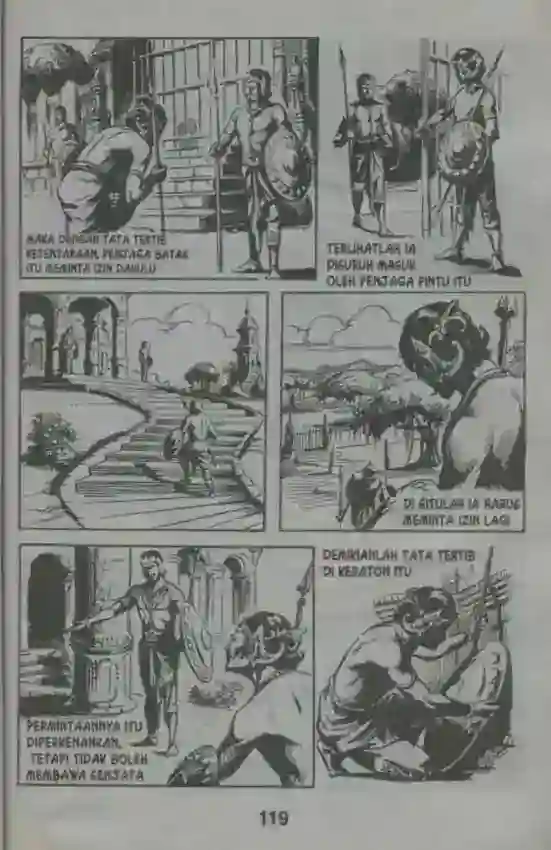 MAKA DENGAN TATA TERTIB
KETENTARAAN, PENJAGA BATAS
ITU MEMINTA IZIN DAHULU
TERLIHATLAH IA
DISURUH MASUK
OLEH PENJAGA PINTU ITU
DI SITULAH IA HARUS
MEMINTA IZIN LAGI
PERMINTAANNYA ITU
DIPERKENANKAN,
TETAPI TIDAK BOLEH
MEMBAWA SENJATA
DEMIKIANLAH TATA TERTIB
DI KERATON ITU
119